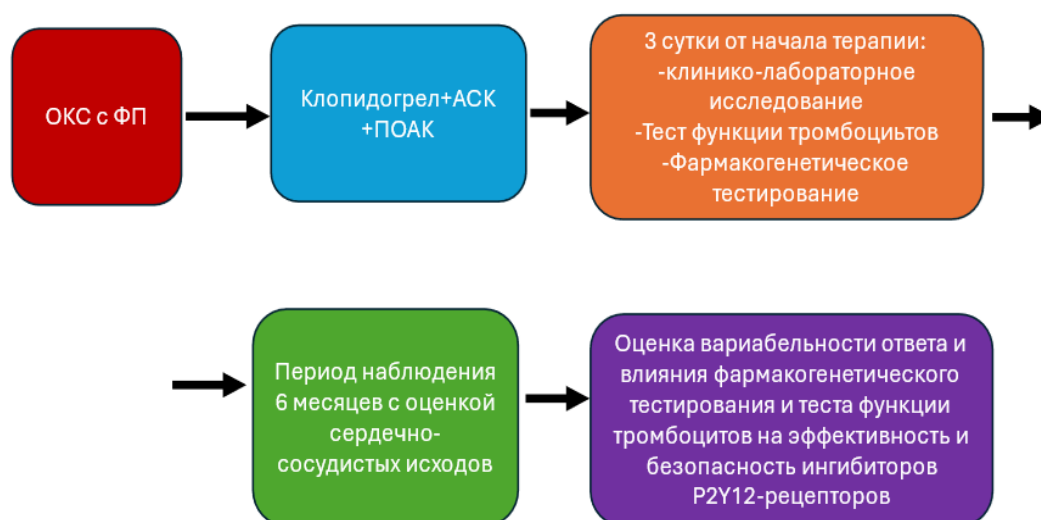 ОКС с ФП
Клопидогрел+АСК
+ПОАК
3 сутки от начала терапии:
-клинико-лабораторное
исследование
-Тест функции тромбоциьтов
-Фармакогенетическое
тестирование
Период наблюдения
6 месяцев с оценкой
сердечно-
сосудистых исходов
Оценка вариабельности ответа и
влияния фармакогенетического
тестирования и теста функции
тромбоцитов на эффективность и
безопасность ингибиторов
P2Y12-рецепторов